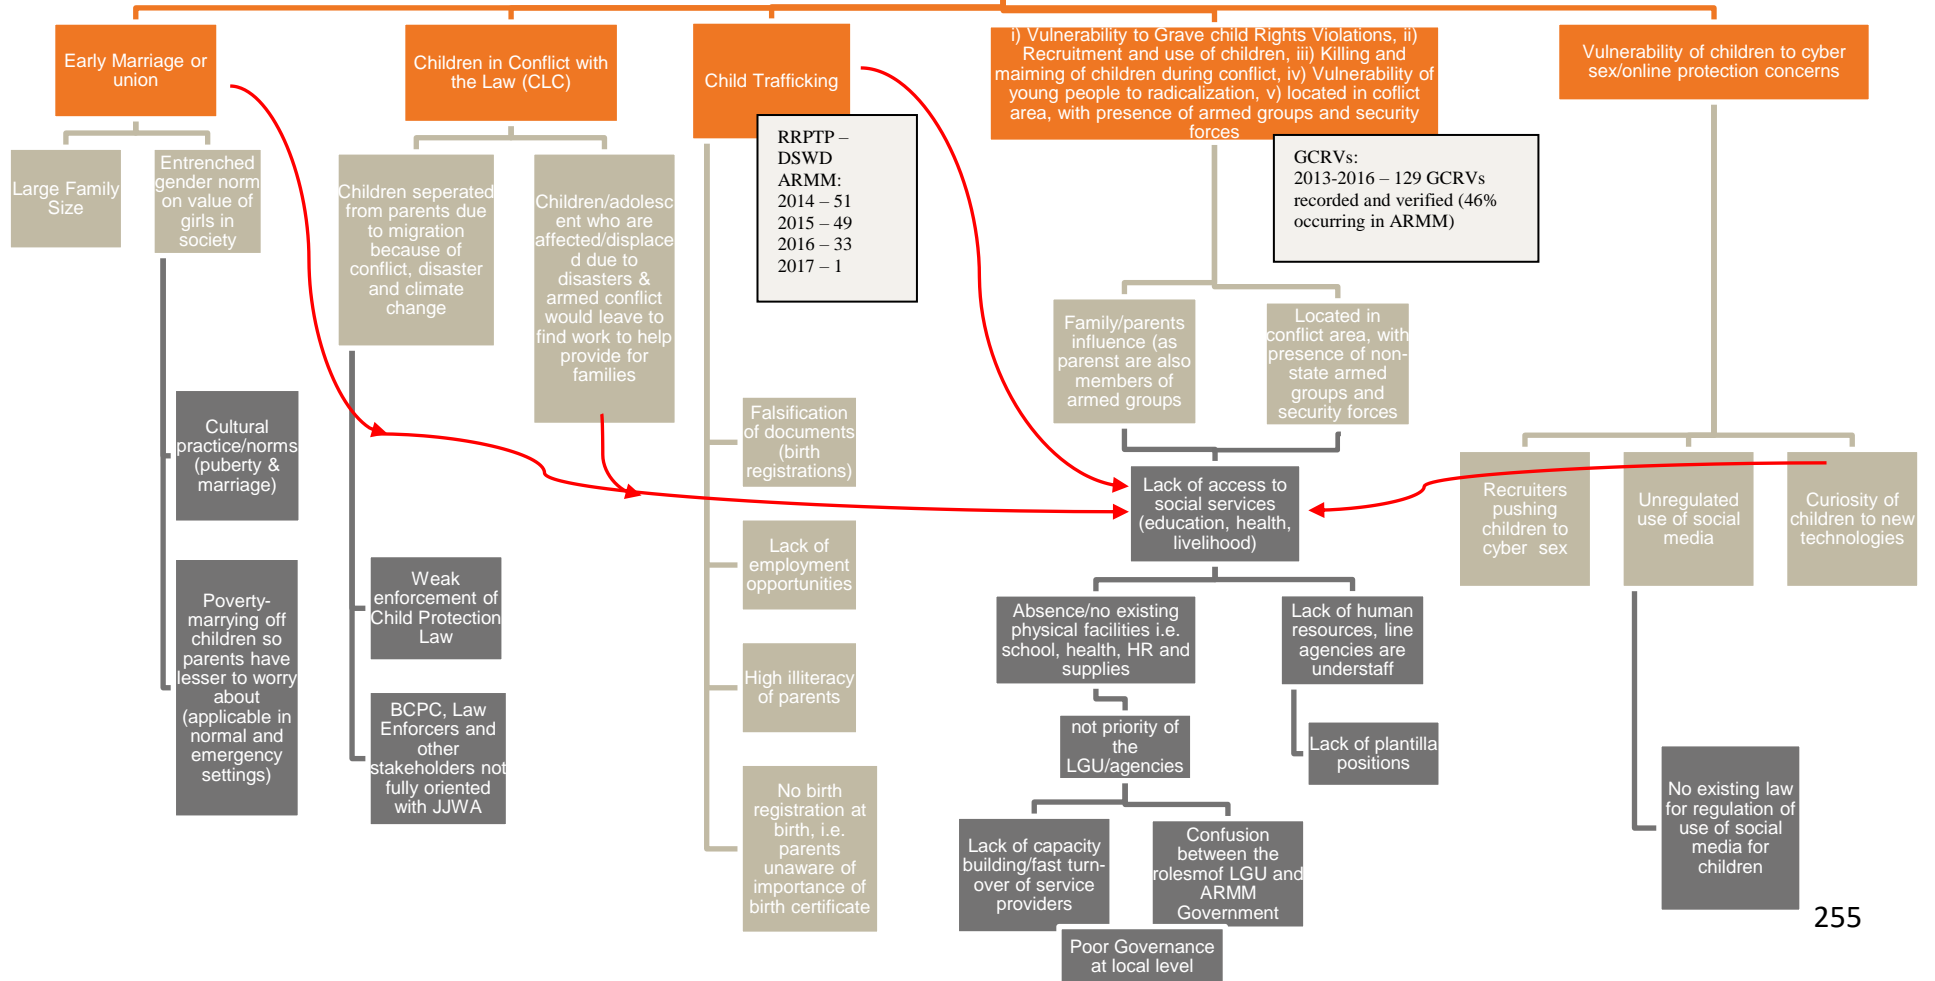 Early Marriage or
union
Children in Conflict with
the Law (CLC)
Child Trafficking
i) Vulnerability to Grave child Rights Violations, ii)
Recruitment and use of children, iii) Killing and
maiming of children during conflict, iv) Vulnerability of
young people to radicalization, v) located in coflict
area, with presence of armed groups and security
forces
Vulnerability of children to cyber
sex/online protection concerns
Large Family
Size
Entrenched
gender norm
on value of
girls in
society
Cultural
practice/norms
(puberty &
marriage)
Poverty-
marrying off
children so
parents have
lesser to worry
about
(applicable in
normal and
emergency
settings)
Children seperated
from parents due
to migration
because of
conflict, disaster
and climate
change
Children/adolesc
ent who are
affected/displace
d due to
disasters &
armed conflict
would leave to
find work to help
provide for
families
Weak
enforcement of
Child Protection
Law
BCPC, Law
Enforcers and
other
stakeholders not
fully oriented
with JJWA
RRPTP –
DSWD
ARMM:
2014 – 51
2015 – 49
2016 – 33
2017 – 1
Falsification
of documents
(birth
registrations)
Lack of
employment
opportunities
High illiteracy
of parents
No birth
registration at
birth, i.e.
parents
unaware of
importance of
birth certificate
GCRVs:
2013-2016 – 129 GCRVs
recorded and verified (46%
occurring in ARMM)
Family/parents
influence (as
parenst are also
members of
armed groups
Located in
conflict area, with
presence of non-
state armed
groups and
security forces
Lack of access to
social services
(education, health,
livelihood)
Absence/no existing
physical facilities i.e.
school, health, HR and
supplies
Lack of human
resources, line
agencies are
understaff
not priority of
the
LGU/agencies
Lack of plantilla
positions
Lack of capacity
building/fast turn-
over of service
providers
Confusion
between the
rolesmof LGU and
ARMM
Government
Poor Governance
at local level
Recruiters
pushing
children to
cyber sex
Unregulated
use of social
media
Curiosity of
children to new
technologies
No existing law
for regulation of
use of social
media for
children
255